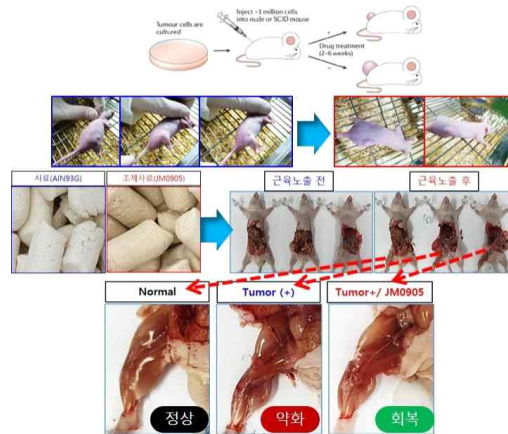 Tumour cells are
cultured
Inject ~1 million cells
into nude or SCID mouse
Drug treatment
(2-6 weeks)
+
−
사료(AIN93G)
조제사료(JM0905)
근육노출 전
근육노출 후
Normal
Tumor (+)
Tumor+/ JM0905
정상
약화
회복